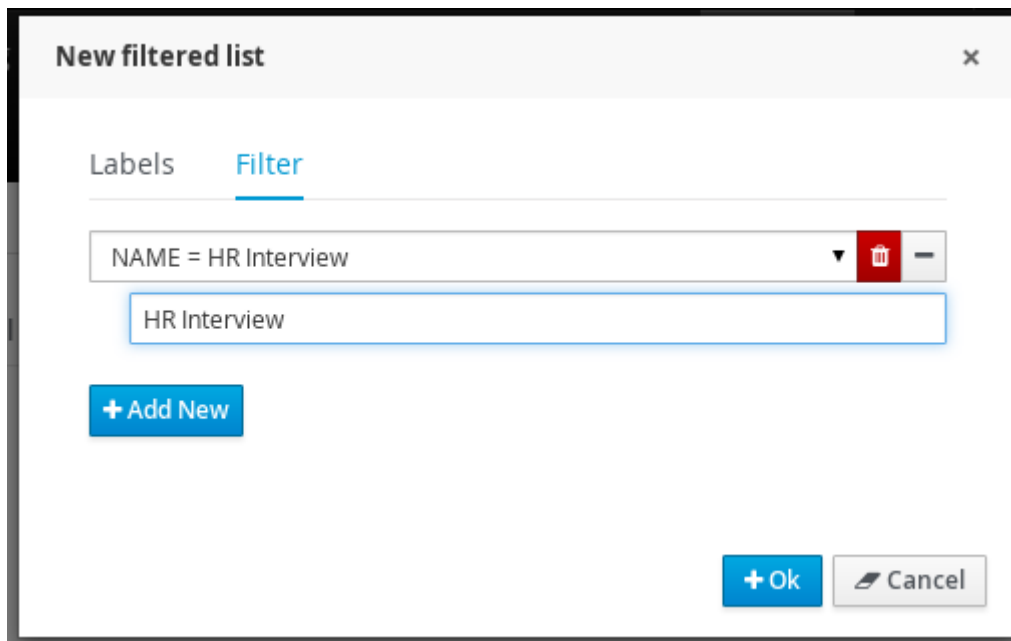 New filtered list
Labels Filter
NAME = HR Interview
HR Interview
Add New
Ok Cancel